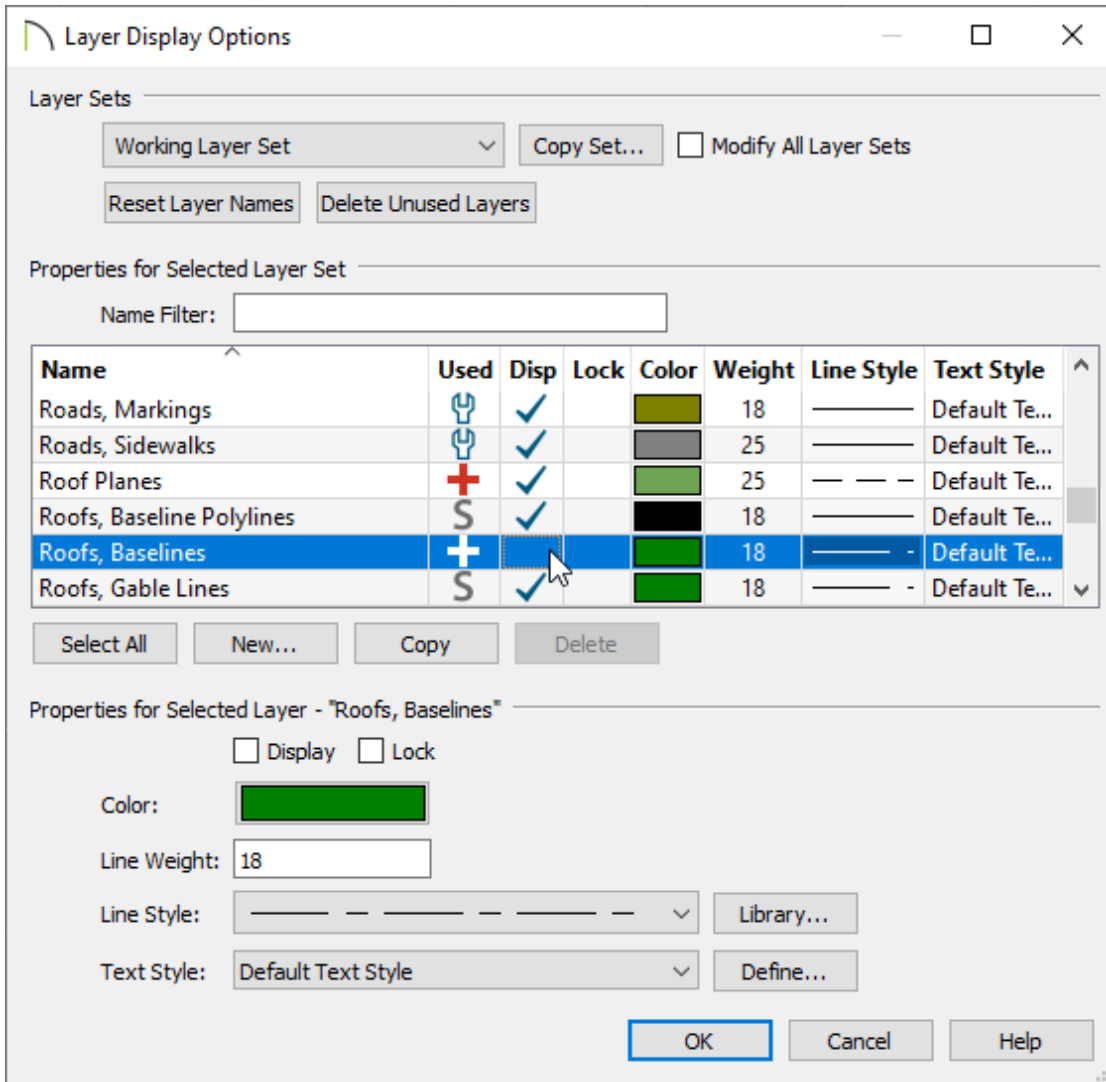 Layer Display Options
Layer Sets
Working Layer Set Copy Set... Modify All Layer Sets
Reset Layer Names Delete Unused Layers
Properties for Selected Layer Set
Name Filter:
Name Used Disp Lock Color Weight Line Style Text Style
Roads, Markings 18 Default Te...
Roads, Sidewalks 25 Default Te...
Roof Planes 25 Default Te...
Roofs, Baseline Polylines S 18 Default Te...
Roofs, Baselines 18 Default Te...
Roofs, Gable Lines S 18 Default Te...
Select All New... Copy Delete
Properties for Selected Layer - "Roofs, Baselines"
Display Lock
Color:
Line Weight: 18
Line Style: Library...
Text Style: Default Text Style Define...
OK Cancel Help